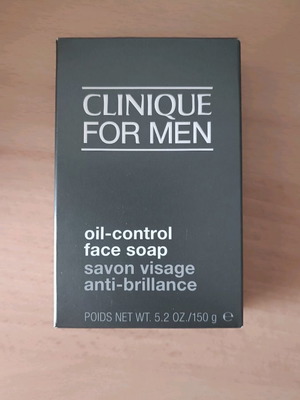 CLINIQUE
FOR MEN
oil-control
face soap
savon visage
anti-brillance
POIDS NET WT. 5.2 OZ./150 g ℮